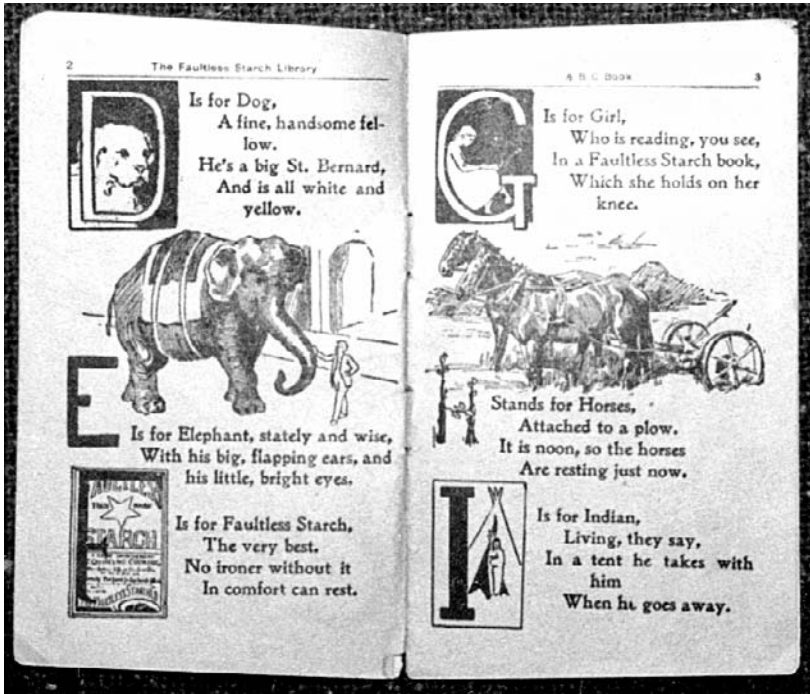 2
The Faultless Starch Library
D
Is for Dog,
A fine, handsome fel-
low.
He's a big St. Bernard,
And is all white and
yellow.
E
Is for Elephant, stately and wise,
With his big, flapping ears, and
his little, bright eyes.
FAULTLESS
STARCH
F
Is for Faultless Starch,
The very best.
No ironer without it
In comfort can rest.
A B C Book
3
G
Is for Girl,
Who is reading, you see,
In a Faultless Starch book,
Which she holds on her
knee.
H
Stands for Horses,
Attached to a plow.
It is noon, so the horses
Are resting just now.
I
Is for Indian,
Living, they say,
In a tent he takes with
him
When he goes away.